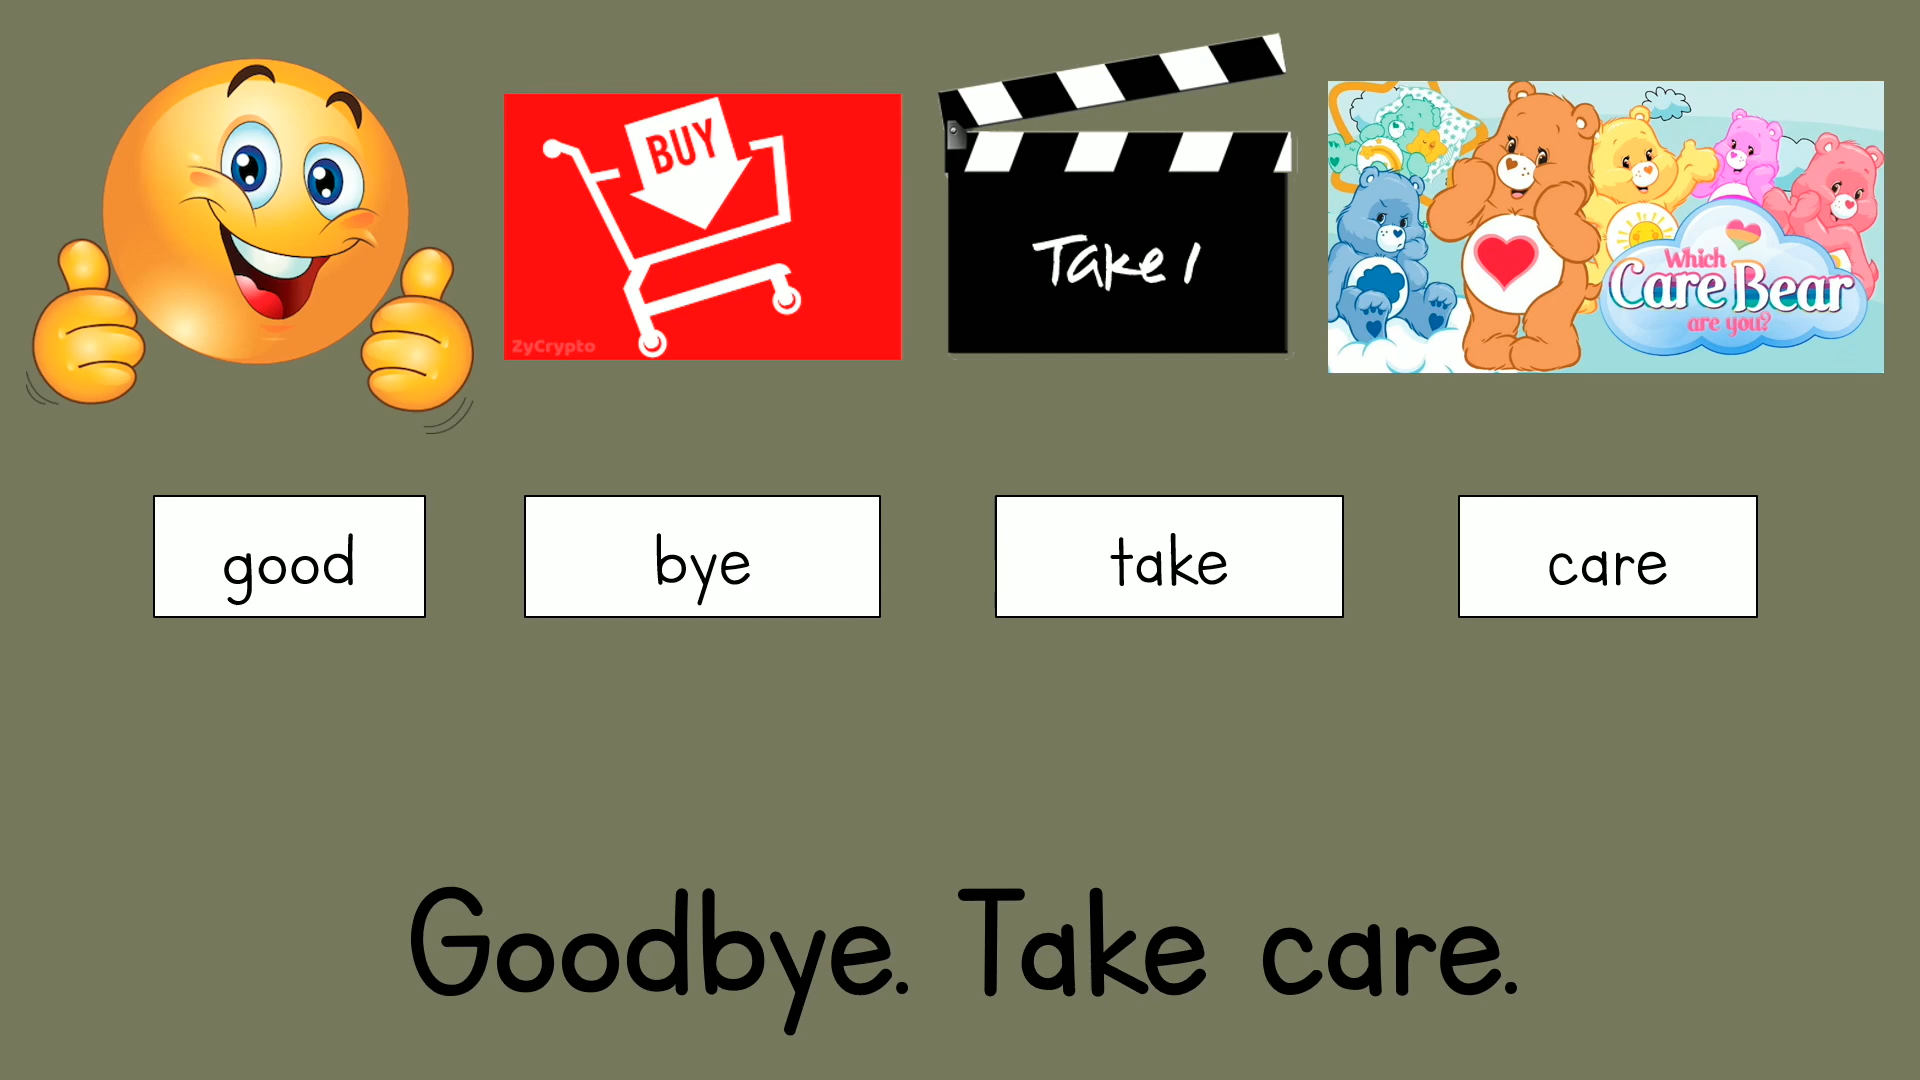 BUY
ZyCrypto
Take 1
Which
Care Bear
are you?
good
bye
take
care
Goodbye. Take care.